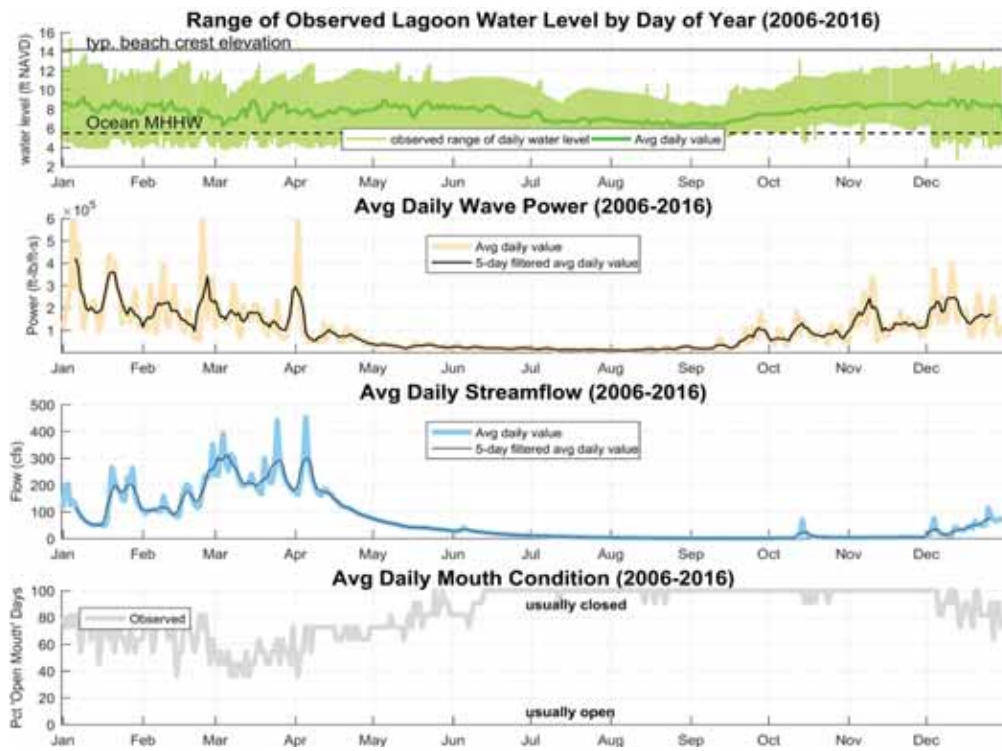 Range of Observed Lagoon Water Level by Day of Year (2006-2016)
water level (ft NAVD)
16
14
12
10
8
6
4
2
typ. beach crest elevation
Ocean MHHW
observed range of daily water level
Avg daily value
Jan Feb Mar Apr May Jun Jul Aug Sep Oct Nov Dec
Avg Daily Wave Power (2006-2016)
× 10⁵
Power (ft-lb/ft-s)
6
5
4
3
2
1
Avg daily value
5-day filtered avg daily value
Jan Feb Mar Apr May Jun Jul Aug Sep Oct Nov Dec
Avg Daily Streamflow (2006-2016)
Flow (cfs)
500
400
300
200
100
0
Avg daily value
5-day filtered avg daily value
Jan Feb Mar Apr May Jun Jul Aug Sep Oct Nov Dec
Avg Daily Mouth Condition (2006-2016)
Pct 'Open Mouth' Days
100
80
60
40
20
0
Observed
usually closed
usually open
Jan Feb Mar Apr May Jun Jul Aug Sep Oct Nov Dec